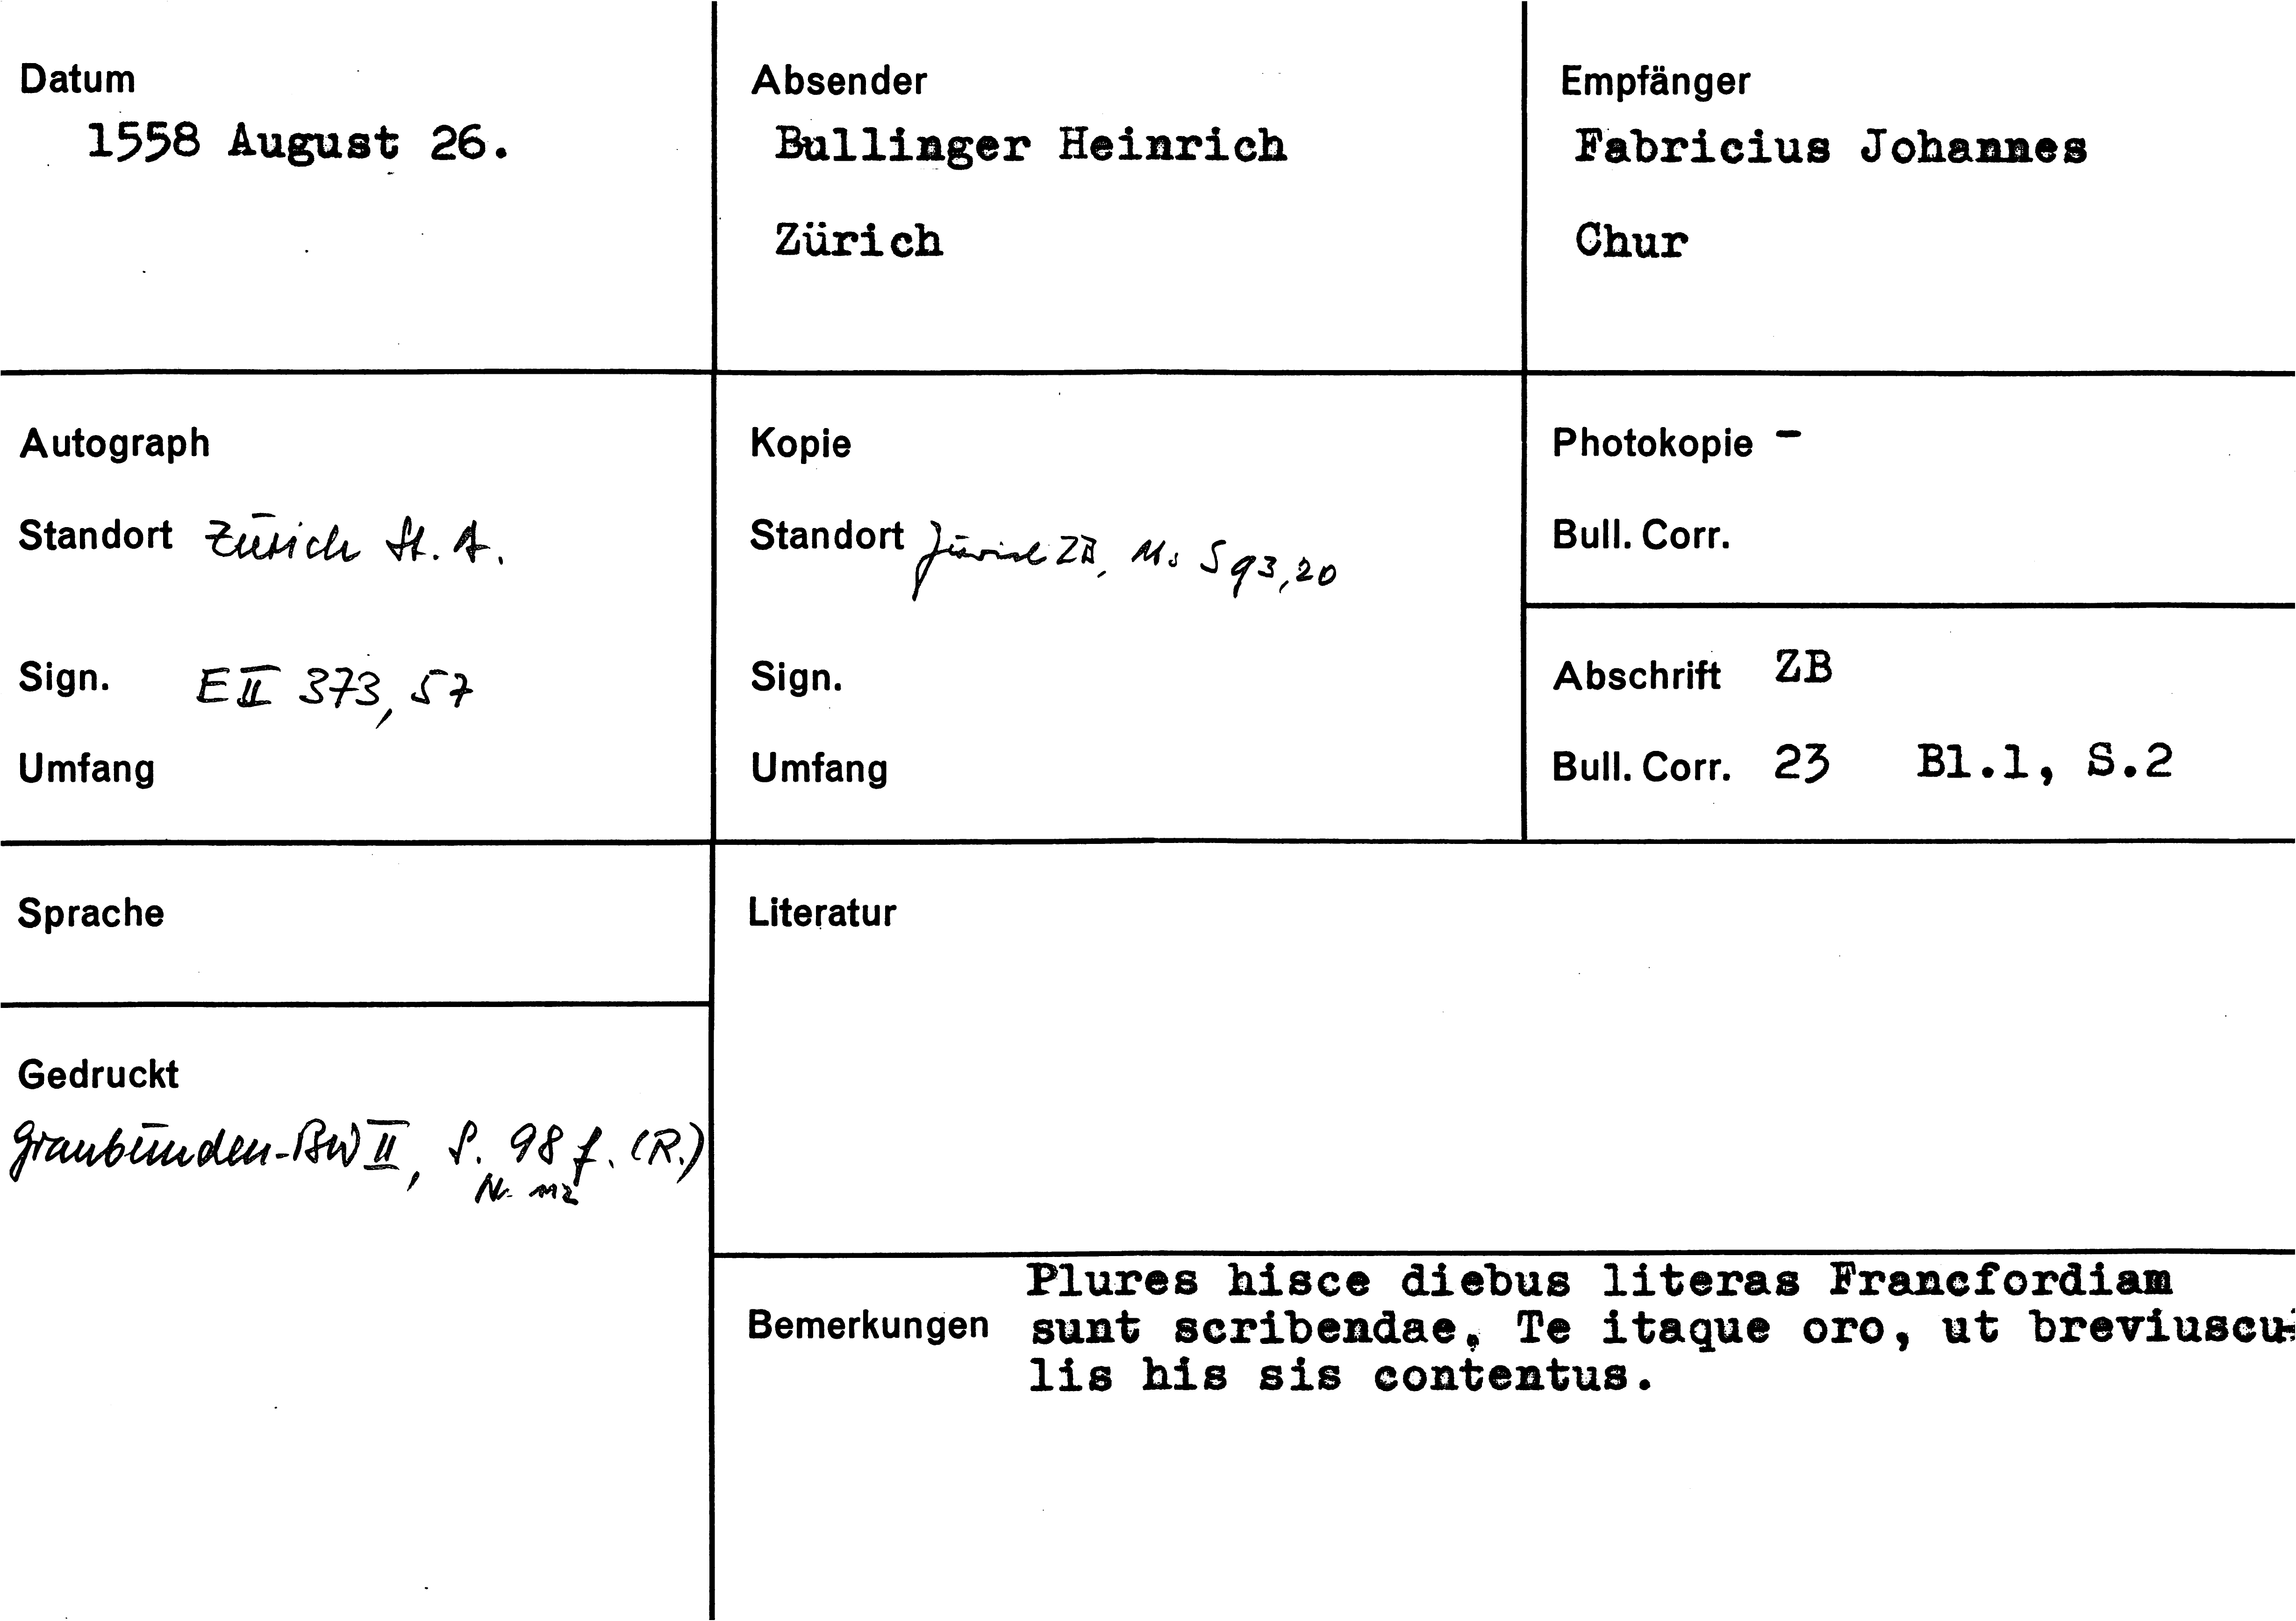 Datum
1558 August 26.
Absender
Bullinger Heinrich
Zürich
Empfänger
Fabricius Johannes
Chur
Autograph
Standort Zürich St. A.
Sign. E II 373, 57
Umfang
Kopie
Standort Zürich ZB, Ms S 93, 20
Sign.
Umfang
Photokopie -
Bull. Corr.
Abschrift ZB
Bull. Corr. 23 Bl.1, S.2
Sprache
Gedruckt
Graubünden-BW II, S. 98 f. (R.)
Nr. 112
Literatur
Bemerkungen
Plures hisce diebus literas Francfordiam
sunt scribendae. Te itaque oro, ut breviuscu-
lis his sis contentus.